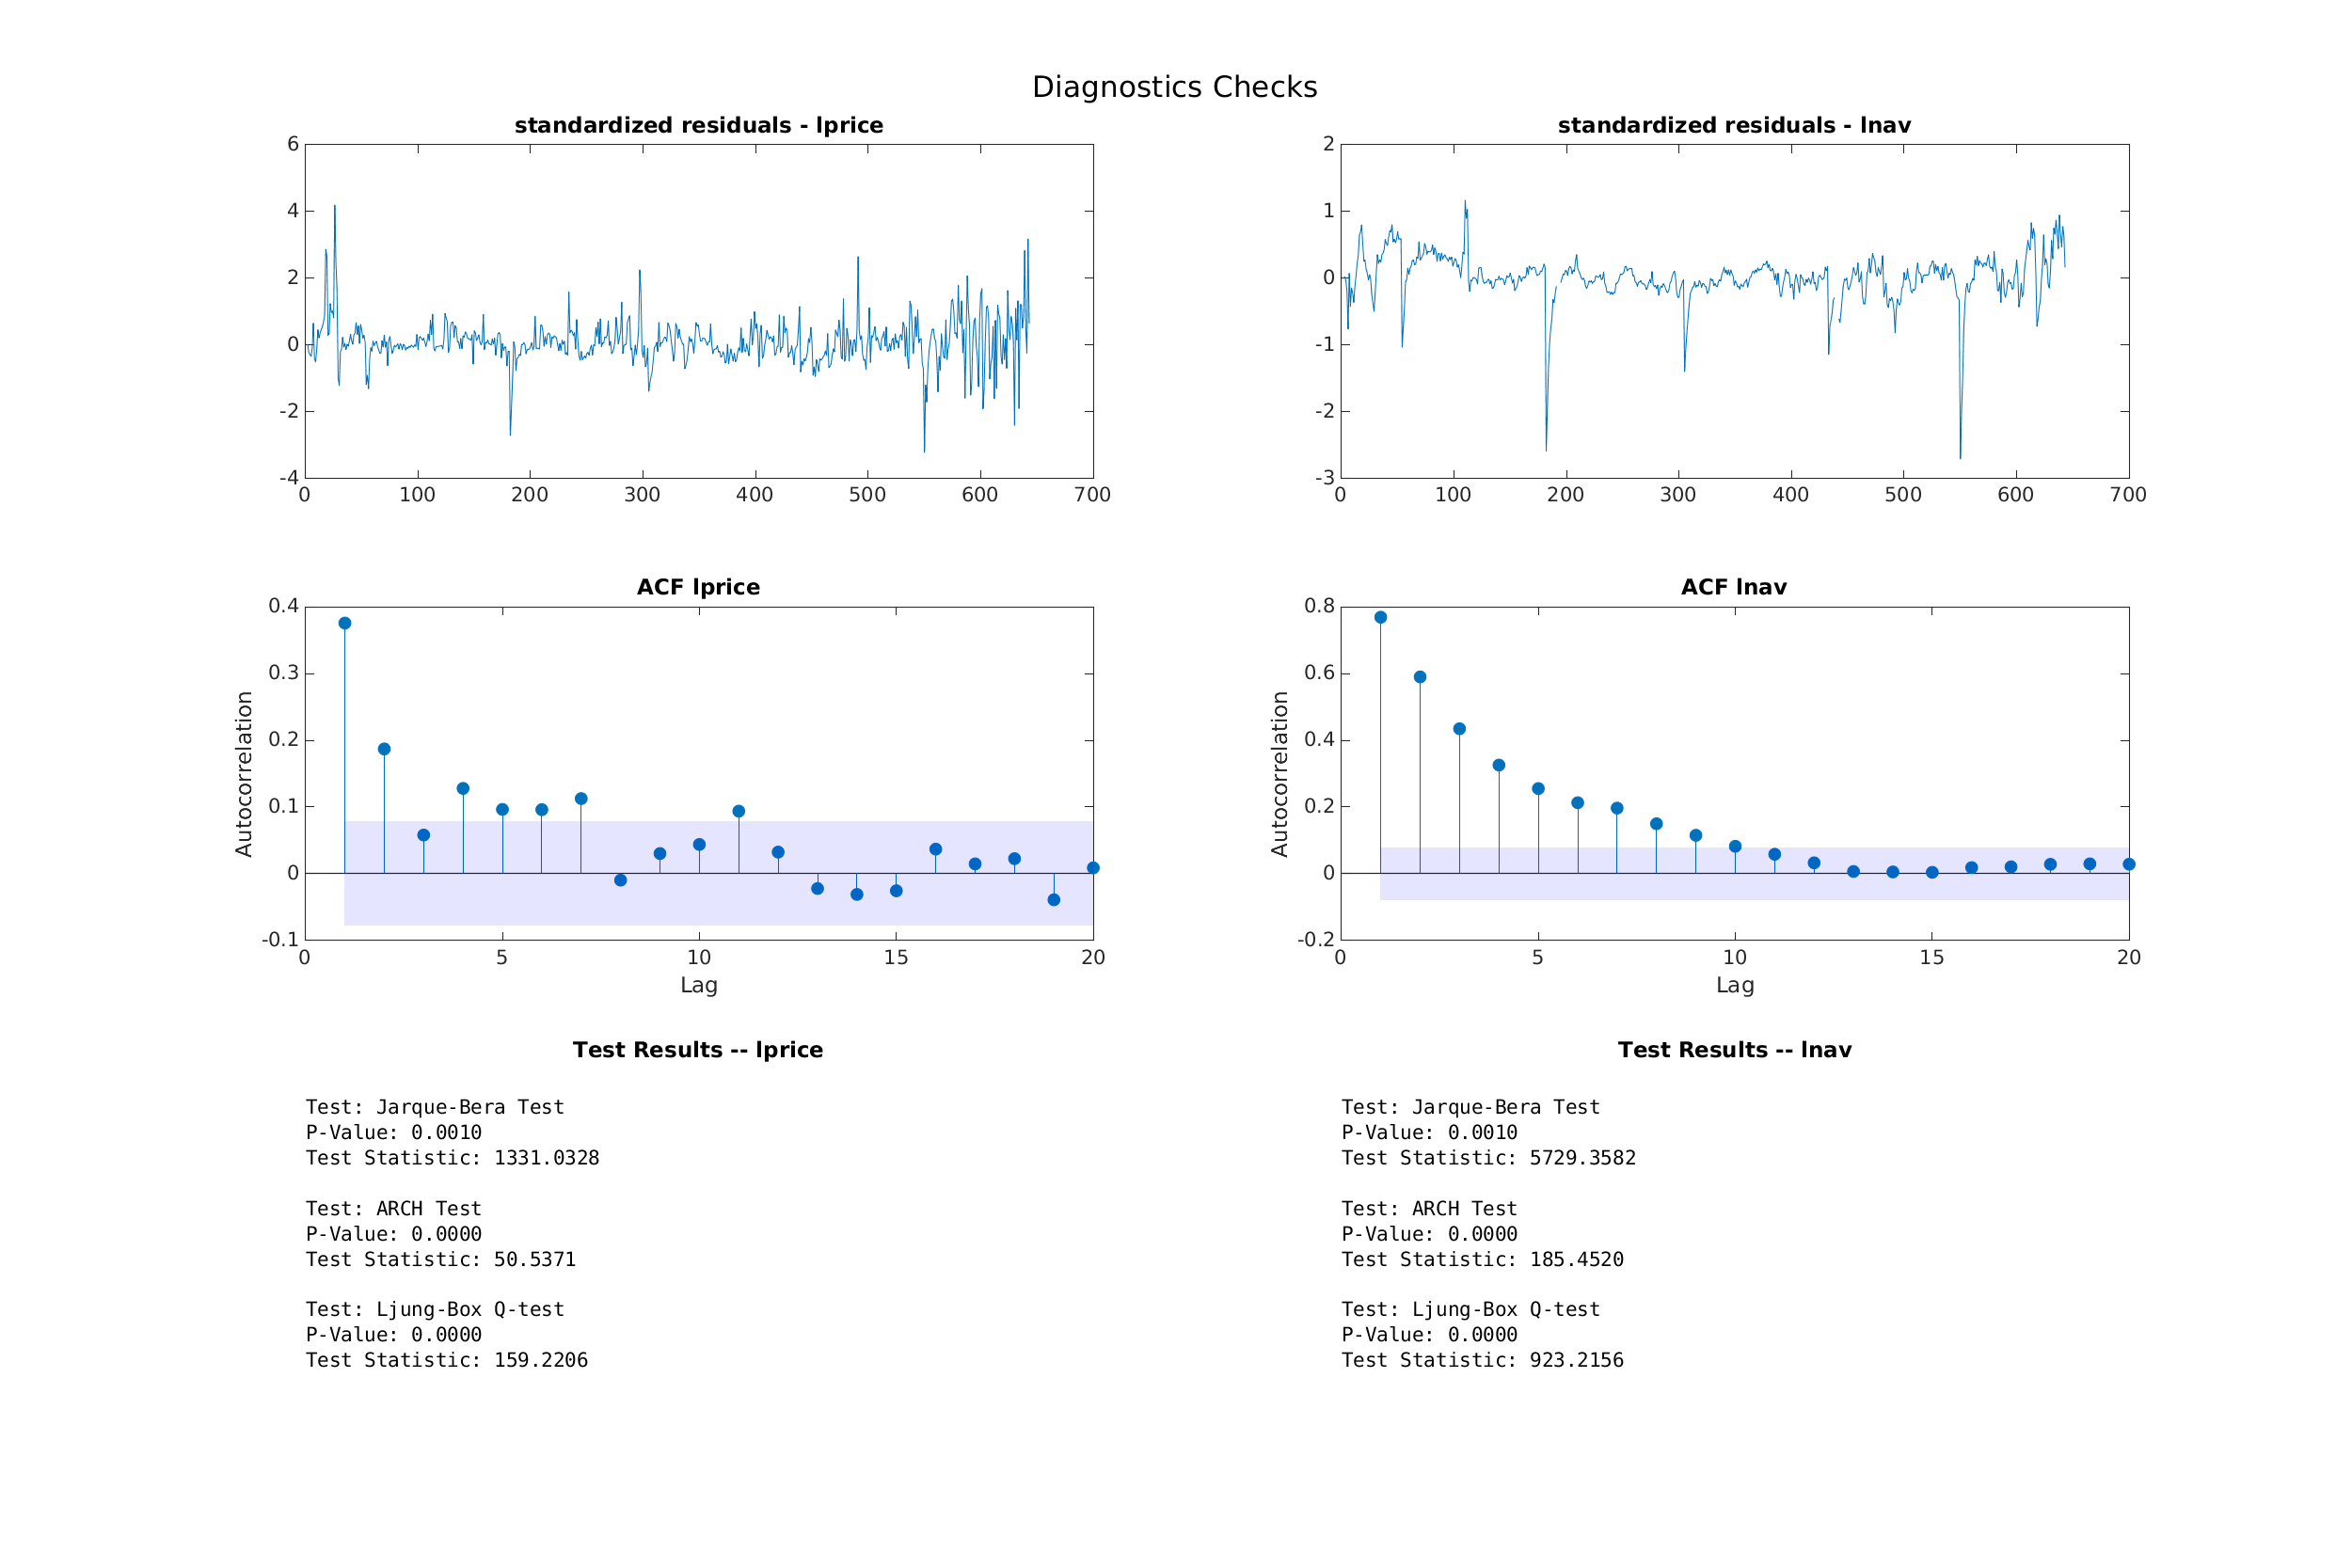 Diagnostics Checks
standardized residuals - lprice
6
4
2
0
-2
-4
0 100 200 300 400 500 600 700
standardized residuals - lnav
2
1
0
-1
-2
-3
0 100 200 300 400 500 600 700
ACF lprice
Autocorrelation
0.4
0.3
0.2
0.1
0
-0.1
0 5 10 15 20
Lag
ACF lnav
Autocorrelation
0.8
0.6
0.4
0.2
0
-0.2
0 5 10 15 20
Lag
Test Results -- lprice
Test: Jarque-Bera Test
P-Value: 0.0010
Test Statistic: 1331.0328
Test: ARCH Test
P-Value: 0.0000
Test Statistic: 50.5371
Test: Ljung-Box Q-test
P-Value: 0.0000
Test Statistic: 159.2206
Test Results -- lnav
Test: Jarque-Bera Test
P-Value: 0.0010
Test Statistic: 5729.3582
Test: ARCH Test
P-Value: 0.0000
Test Statistic: 185.4520
Test: Ljung-Box Q-test
P-Value: 0.0000
Test Statistic: 923.2156